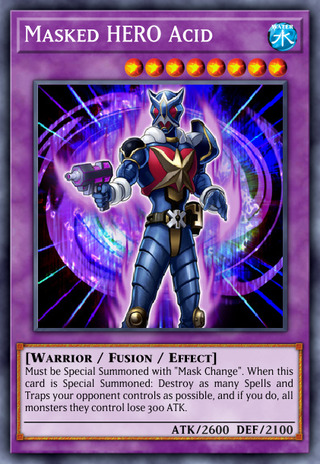 Masked HERO Acid
WATER
水
[Warrior / Fusion / Effect]
Must be Special Summoned with "Mask Change". When this
card is Special Summoned: Destroy as many Spells and
Traps your opponent controls as possible, and if you do, all
monsters they control lose 300 ATK.
ATK/2600 DEF/2100